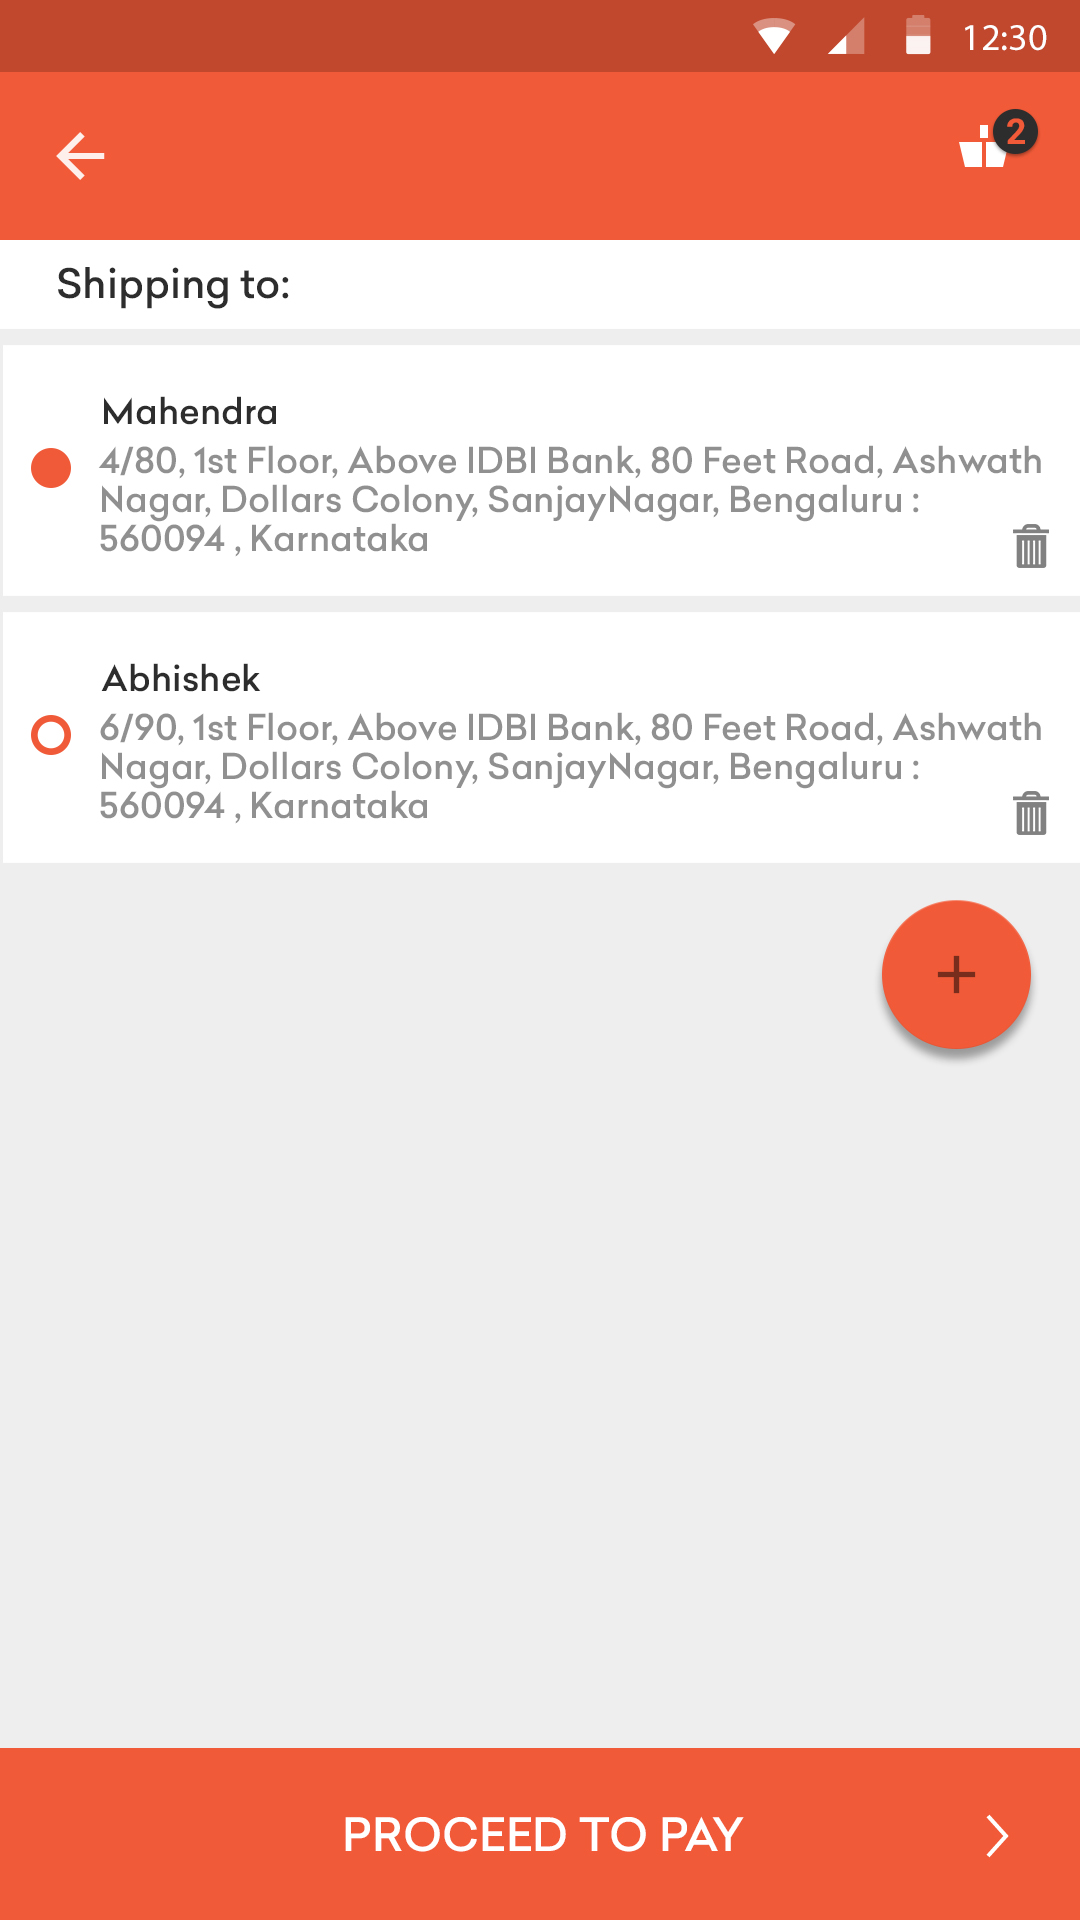 12:30
2
Shipping to:
Mahendra
4/80, 1st Floor, Above IDBI Bank, 80 Feet Road, Ashwath
Nagar, Dollars Colony, SanjayNagar, Bengaluru :
560094 , Karnataka
Abhishek
6/90, 1st Floor, Above IDBI Bank, 80 Feet Road, Ashwath
Nagar, Dollars Colony, SanjayNagar, Bengaluru :
560094 , Karnataka
+
PROCEED TO PAY